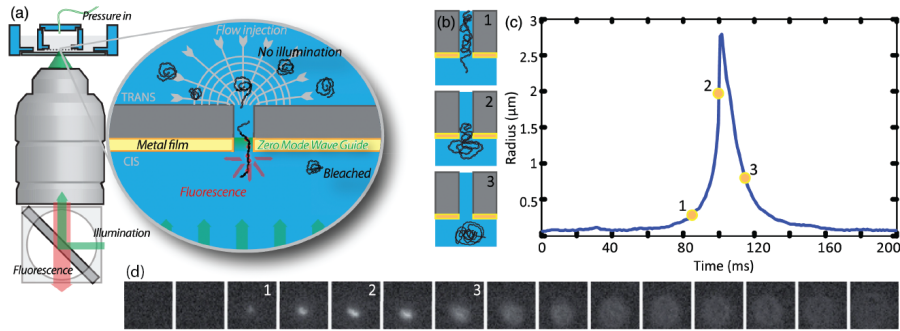 (a)
Pressure in
Flow Injection
No illumination
TRANS
Metal film
Zero Mode Wave Guide
CIS
Bleached
Fluorescence
Illumination
Fluorescence
(b)
1
2
3
(c)
Radius (μm)
3
2.5
2
1.5
1
0.5
1
2
3
0
40
80
120
160
200
Time (ms)
(d)
1
2
3